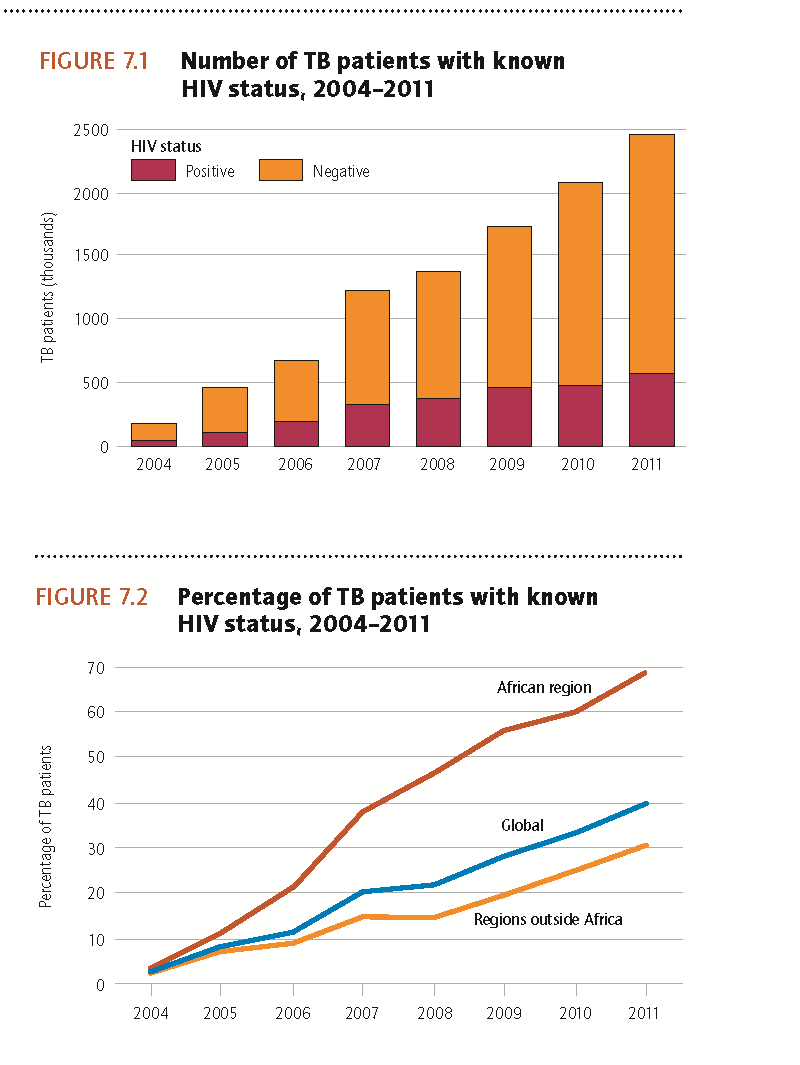 FIGURE 7.1 Number of TB patients with known
HIV status, 2004–2011
2500
HIV status
Positive Negative
2000
1500
TB patients (thousands)
1000
500
0
2004 2005 2006 2007 2008 2009 2010 2011
FIGURE 7.2 Percentage of TB patients with known
HIV status, 2004–2011
70
African region
60
50
Percentage of TB patients
40
Global
30
20
Regions outside Africa
10
0
2004 2005 2006 2007 2008 2009 2010 2011